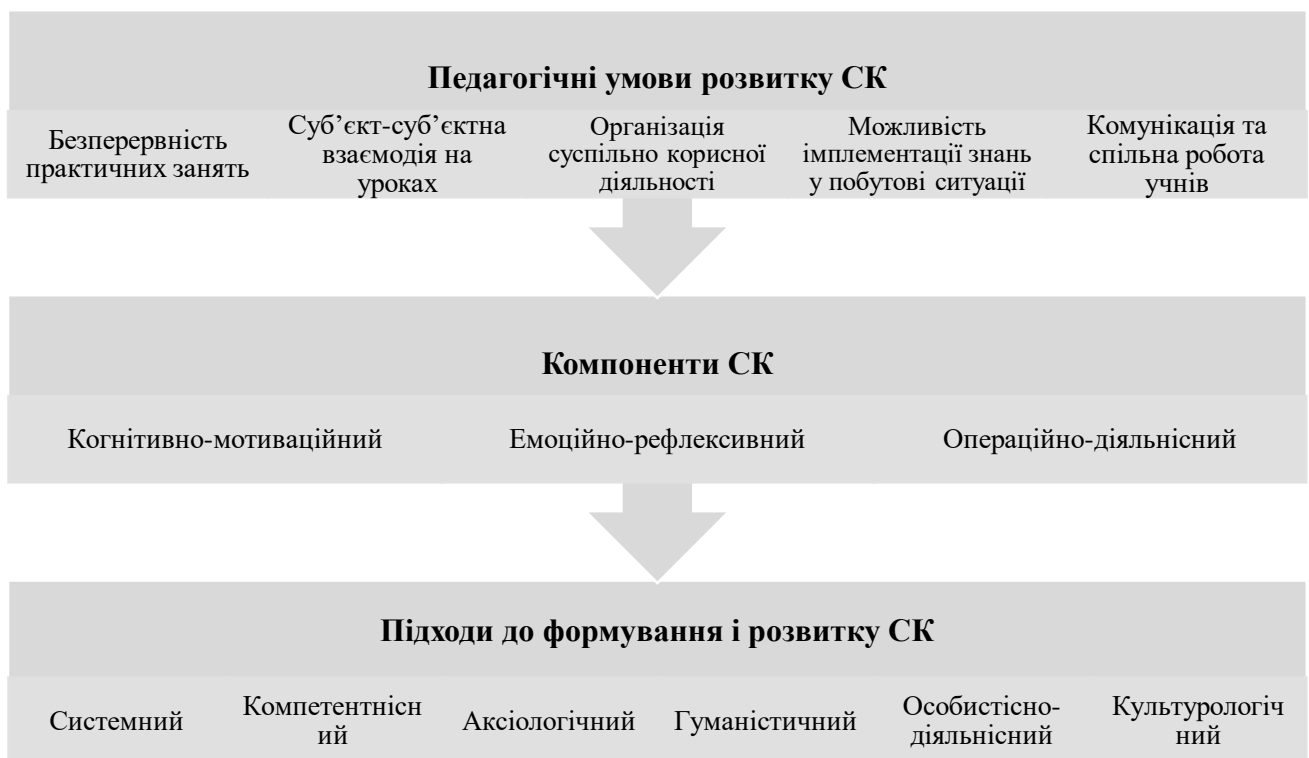 Педагогічні умови розвитку СК
Безперервність
практичних занять
Суб’єкт-суб’єктна
взаємодія на
уроках
Організація
суспільно корисної
діяльності
Можливість
імплементації знань
у побутові ситуації
Комунікація та
спільна робота
учнів
Компоненти СК
Когнітивно-мотиваційний
Емоційно-рефлексивний
Операційно-діяльнісний
Підходи до формування і розвитку СК
Системний
Компетентнісн
ий
Аксіологічний
Гуманістичний
Особистісно-
діяльнісний
Культурологіч
ний